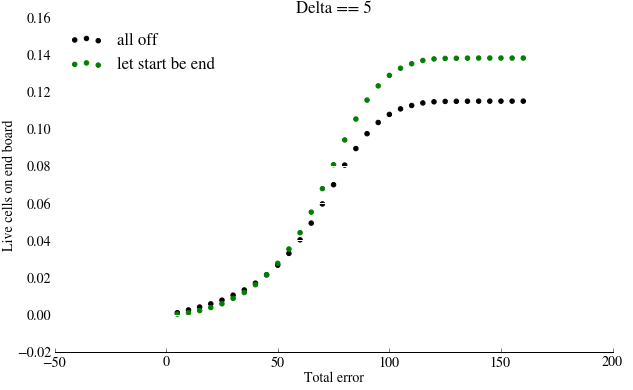 Delta == 5
0.16
0.14
0.12
0.10
0.08
0.06
0.04
0.02
0.00
−0.02
Live cells on end board
all off
let start be end
−50 0 50 100 150 200
Total error